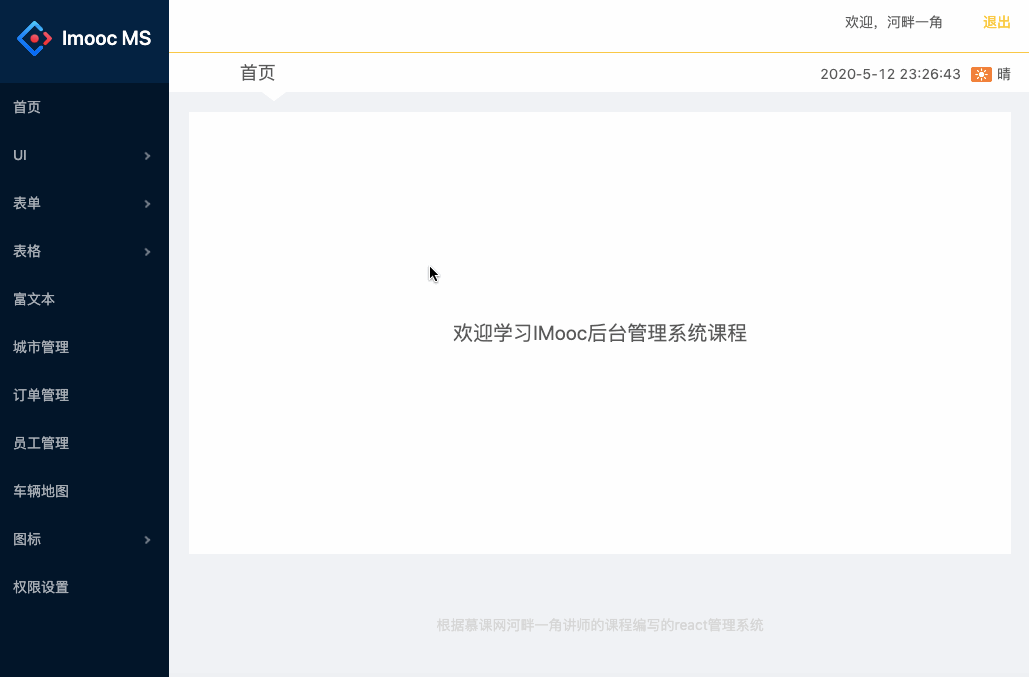 Imooc MS
欢迎，河畔一角
退出
首页
2020-5-12 23:26:43
晴
首页
UI
表单
表格
富文本
城市管理
订单管理
员工管理
车辆地图
图标
权限设置
欢迎学习IMooc后台管理系统课程
根据慕课网河畔一角讲师的课程编写的react管理系统